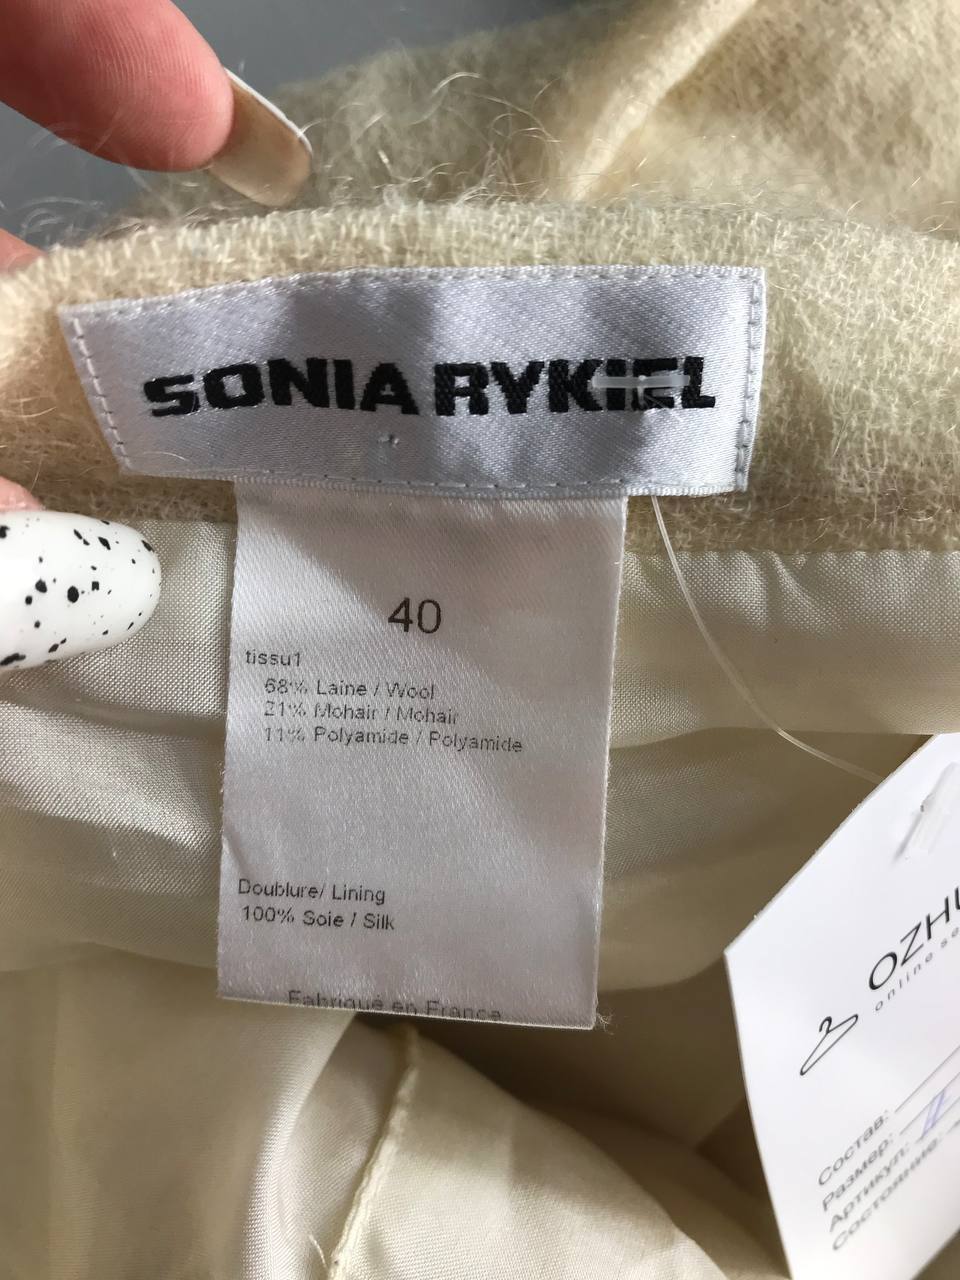 SONIA RYKIEL
40
tissu1
68% Laine / Wool
21% Mohair / Mohair
11% Polyamide / Polyamide
Doublure/ Lining
100% Soie / Silk
Fabriqué en France
OZHU
online se
Состав:
Размер:
Артикул:
Состояние: